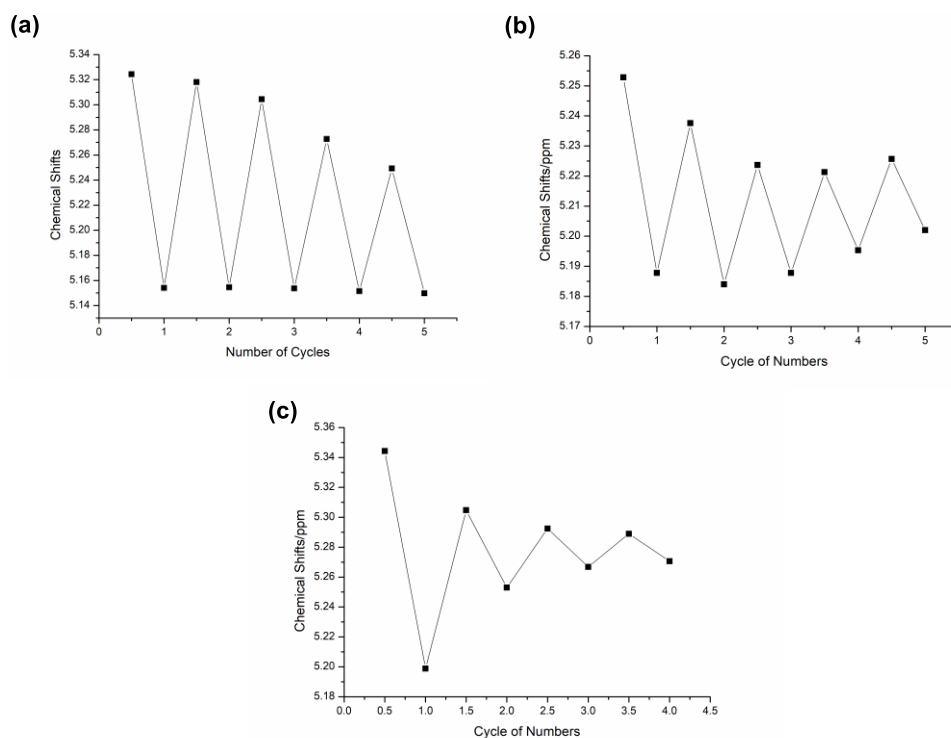 (a)
5.34
5.32
5.30
5.28
5.26
5.24
5.22
5.20
5.18
5.16
5.14
Chemical Shifts
0 1 2 3 4 5
Number of Cycles
(b)
5.26
5.25
5.24
5.23
5.22
5.21
5.20
5.19
5.18
5.17
Chemical Shifts/ppm
0 1 2 3 4 5
Cycle of Numbers
(c)
5.36
5.34
5.32
5.30
5.28
5.26
5.24
5.22
5.20
5.18
Chemical Shifts/ppm
0.0 0.5 1.0 1.5 2.0 2.5 3.0 3.5 4.0 4.5
Cycle of Numbers